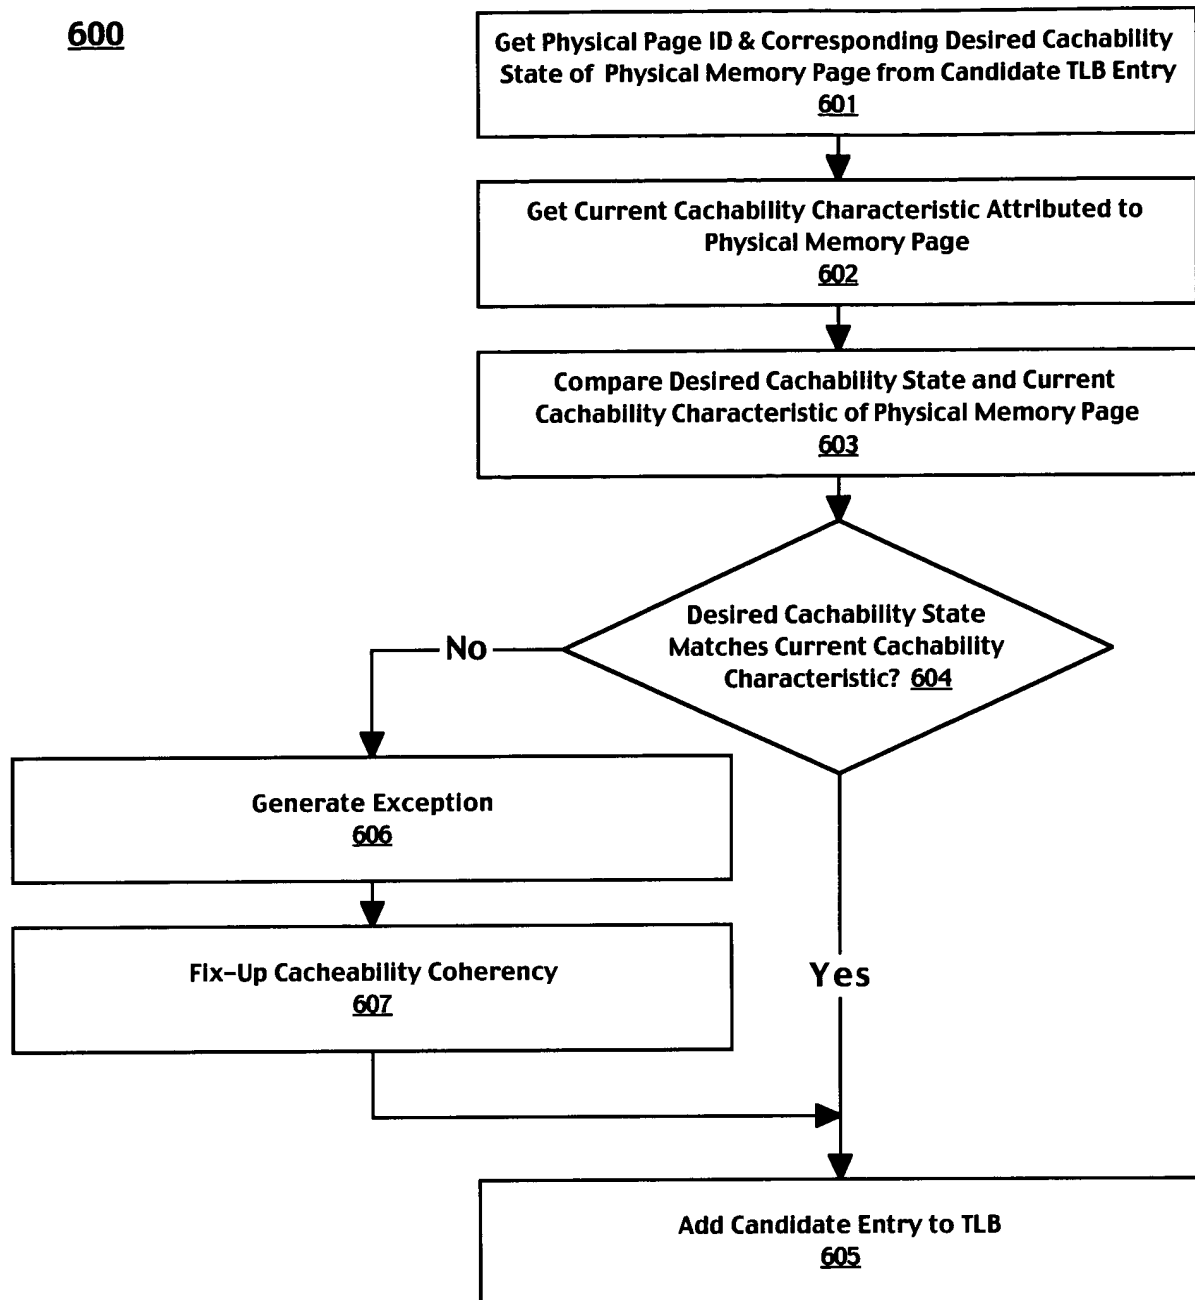 600
Get Physical Page ID & Corresponding Desired Cachability
State of Physical Memory Page from Candidate TLB Entry
601
Get Current Cachability Characteristic Attributed to
Physical Memory Page
602
Compare Desired Cachability State and Current
Cachability Characteristic of Physical Memory Page
603
Desired Cachability State
Matches Current Cachability
Characteristic? 604
No
Generate Exception
606
Fix-Up Cacheability Coherency
607
Yes
Add Candidate Entry to TLB
605